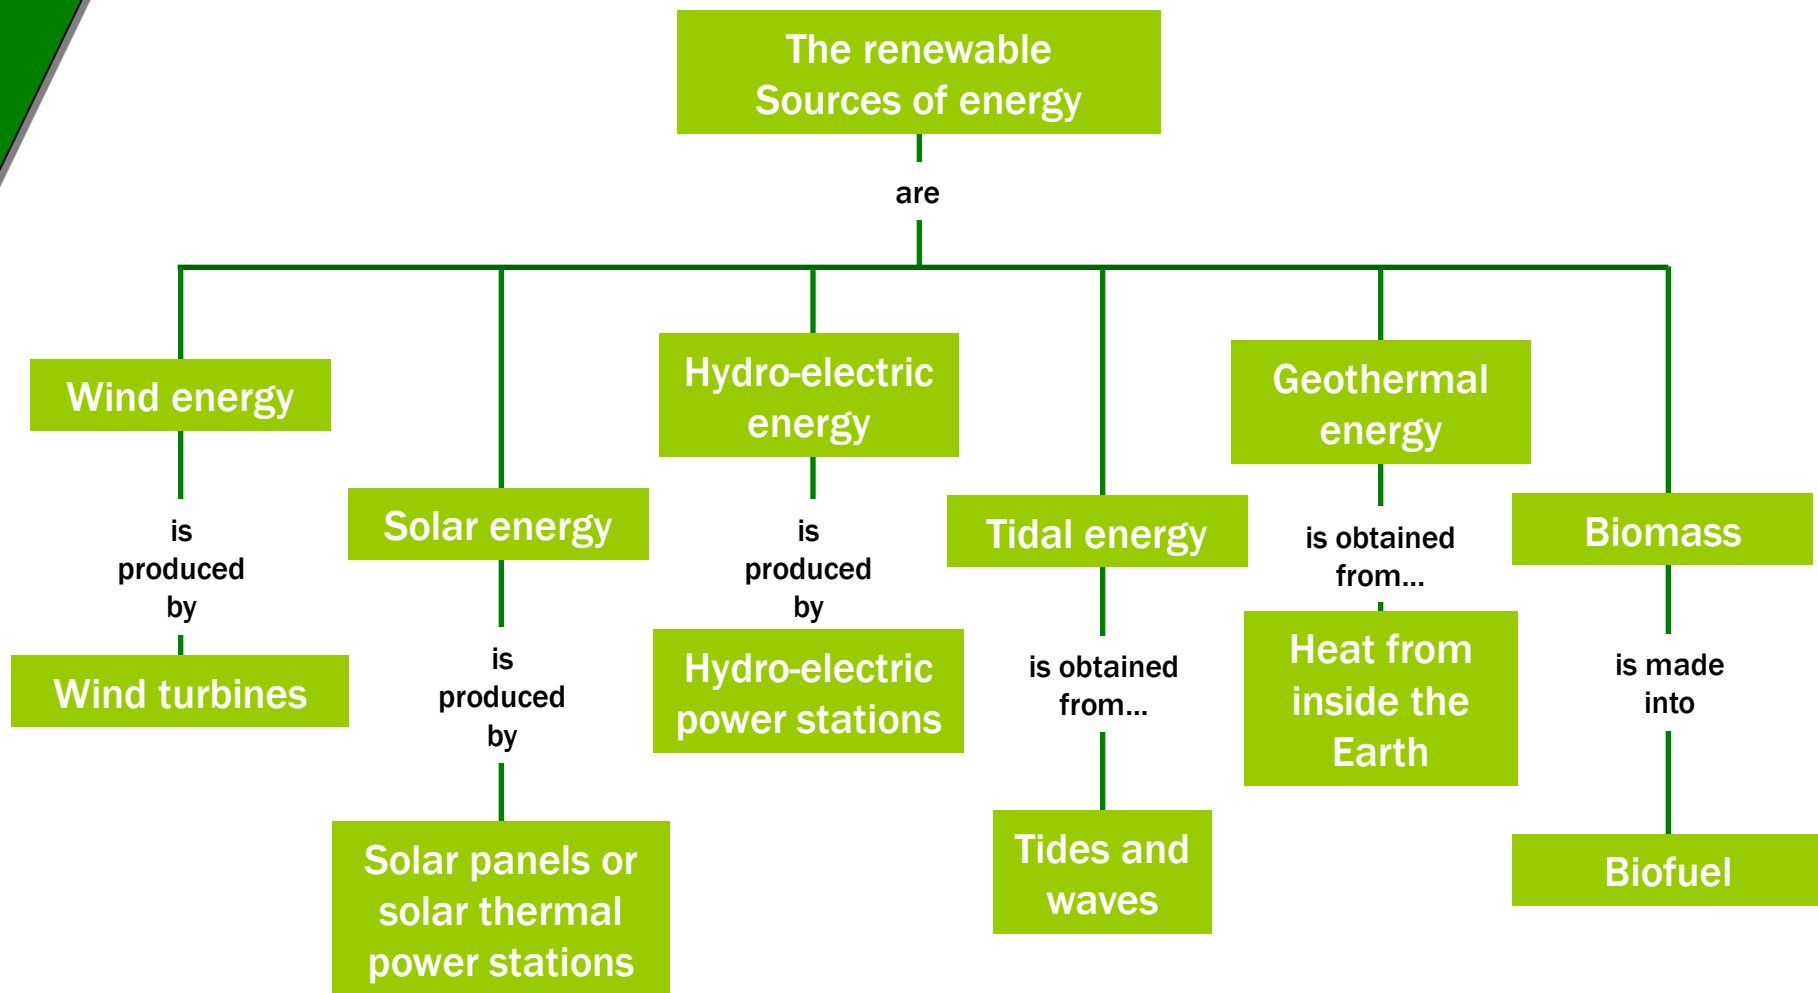 The renewable
Sources of energy
are
Wind energy
is
produced
by
Wind turbines
Solar energy
is
produced
by
Solar panels or
solar thermal
power stations
Hydro-electric
energy
is
produced
by
Hydro-electric
power stations
Tidal energy
is obtained
from...
Tides and
waves
Geothermal
energy
is obtained
from...
Heat from
inside the
Earth
Biomass
is made
into
Biofuel